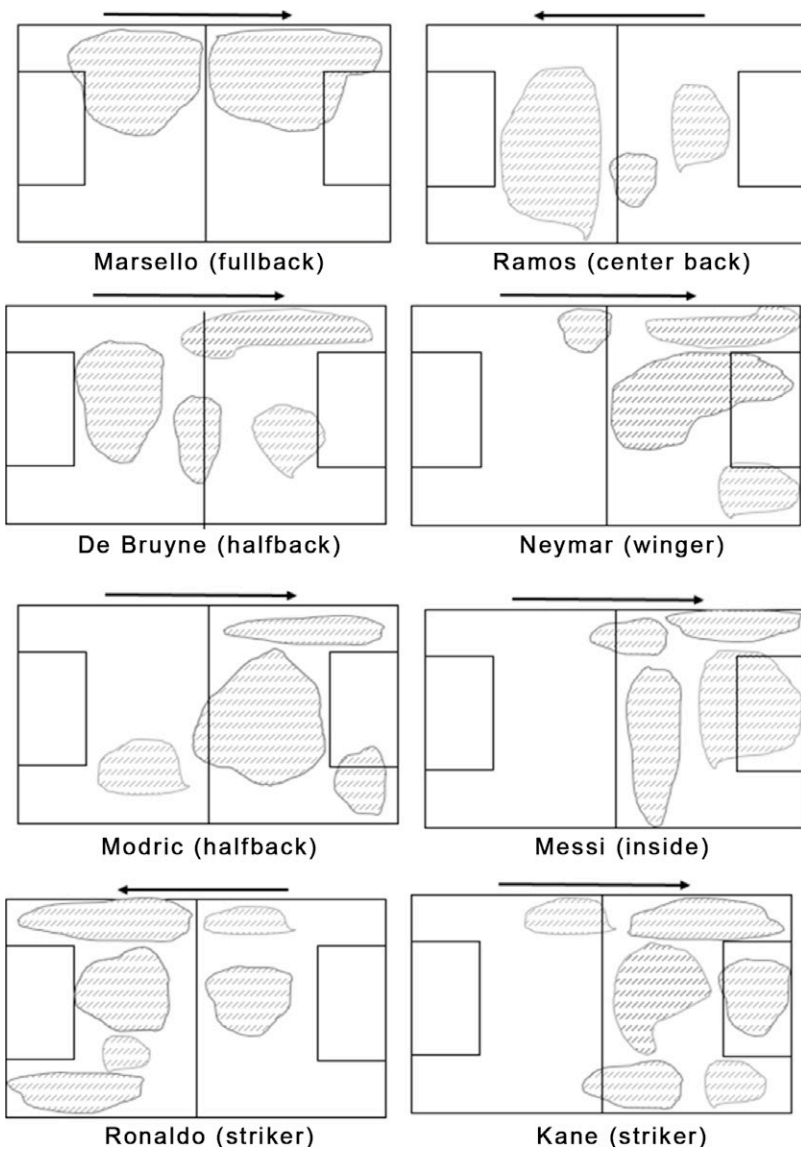 Marsello (fullback)
Ramos (center back)
De Bruyne (halfback)
Neymar (winger)
Modric (halfback)
Messi (inside)
Ronaldo (striker)
Kane (striker)